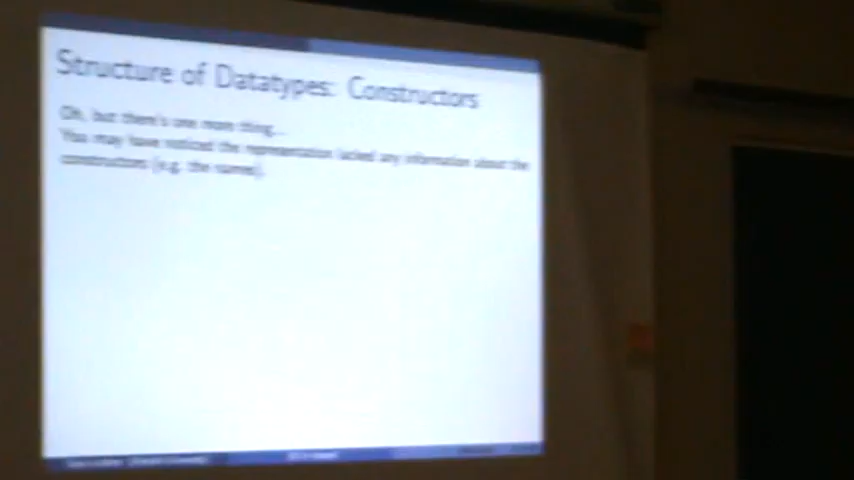 Structure of Datatypes: Constructors
Oh, but there's one more thing...
You may have noticed the representation lacked any information about the
constructors (e.g. the name).